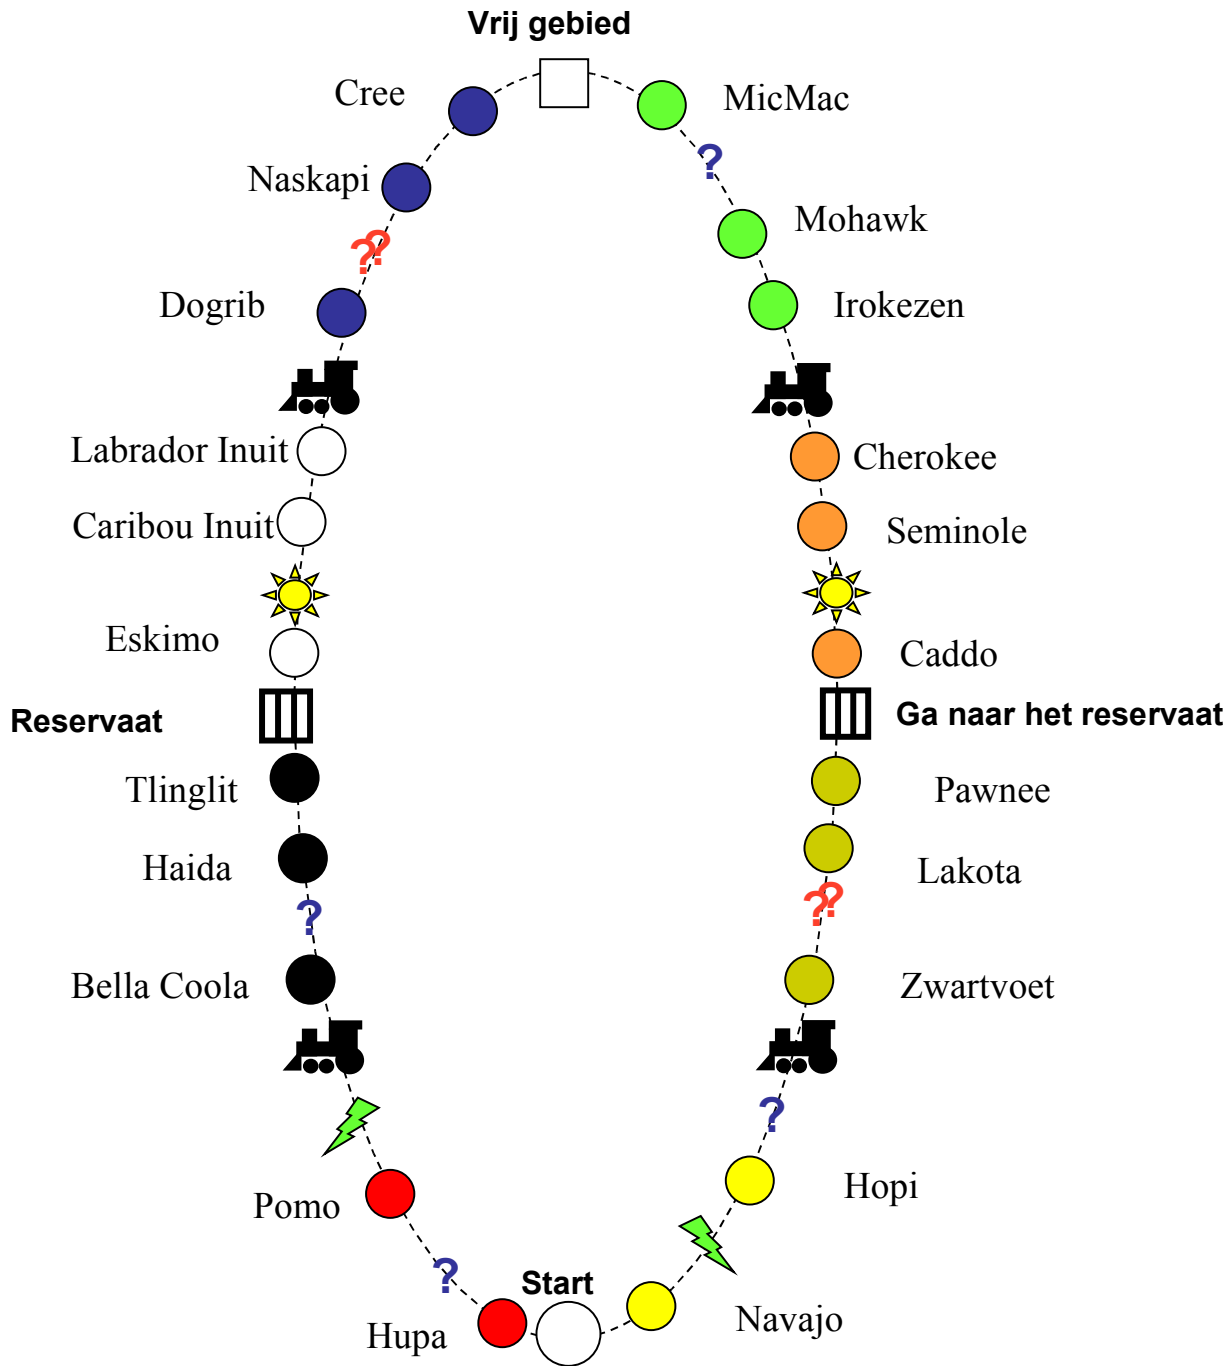 Vrij gebied
Cree
MicMac
?
Naskapi
Mohawk
??
Dogrib
Irokezen
Labrador Inuit
Cherokee
Caribou Inuit
Seminole
Eskimo
Caddo
Reservaat
Ga naar het reservaat
Tlinglit
Pawnee
Haida
Lakota
?
??
Bella Coola
Zwartvoet
?
Pomo
Hopi
?
Start
Hupa
Navajo